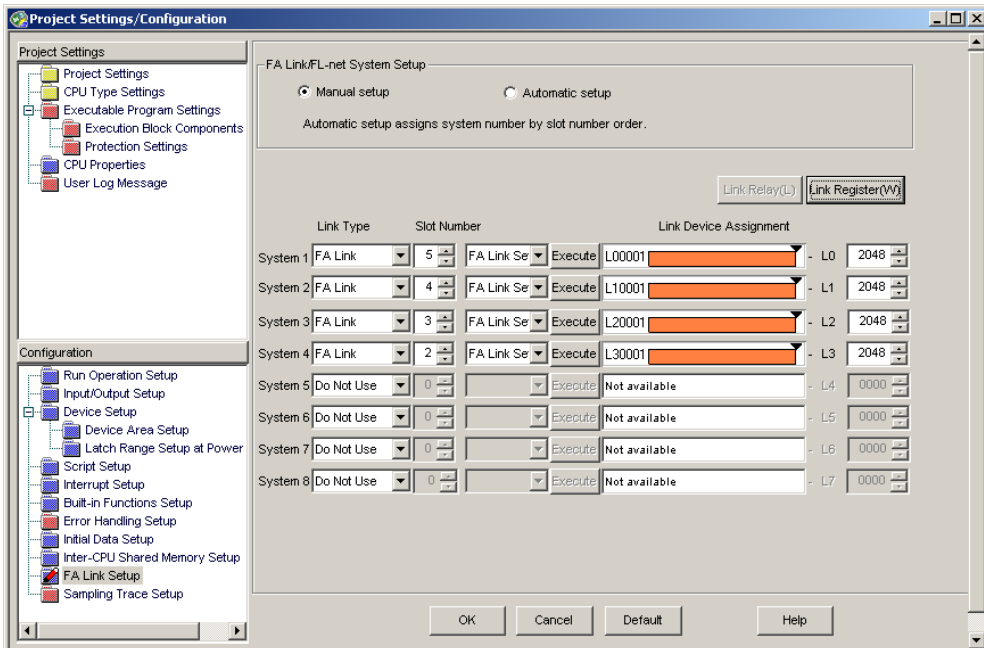 Project Settings/Configuration
Project Settings
Project Settings
CPU Type Settings
Executable Program Settings
Execution Block Components
Protection Settings
CPU Properties
User Log Message
Configuration
Run Operation Setup
Input/Output Setup
Device Setup
Device Area Setup
Latch Range Setup at Power
Script Setup
Interrupt Setup
Built-in Functions Setup
Error Handling Setup
Initial Data Setup
Inter-CPU Shared Memory Setup
FA Link Setup
Sampling Trace Setup
FA Link/FL-net System Setup
Manual setup Automatic setup
Automatic setup assigns system number by slot number order.
Link Relay(L) Link Register(W)
Link Type Slot Number Link Device Assignment
System 1 FA Link 5 FA Link Se Execute L00001 - L0 2048
System 2 FA Link 4 FA Link Se Execute L10001 - L1 2048
System 3 FA Link 3 FA Link Se Execute L20001 - L2 2048
System 4 FA Link 2 FA Link Se Execute L30001 - L3 2048
System 5 Do Not Use 0 Execute Not available - L4 0000
System 6 Do Not Use 0 Execute Not available - L5 0000
System 7 Do Not Use 0 Execute Not available - L6 0000
System 8 Do Not Use 0 Execute Not available - L7 0000
OK Cancel Default Help